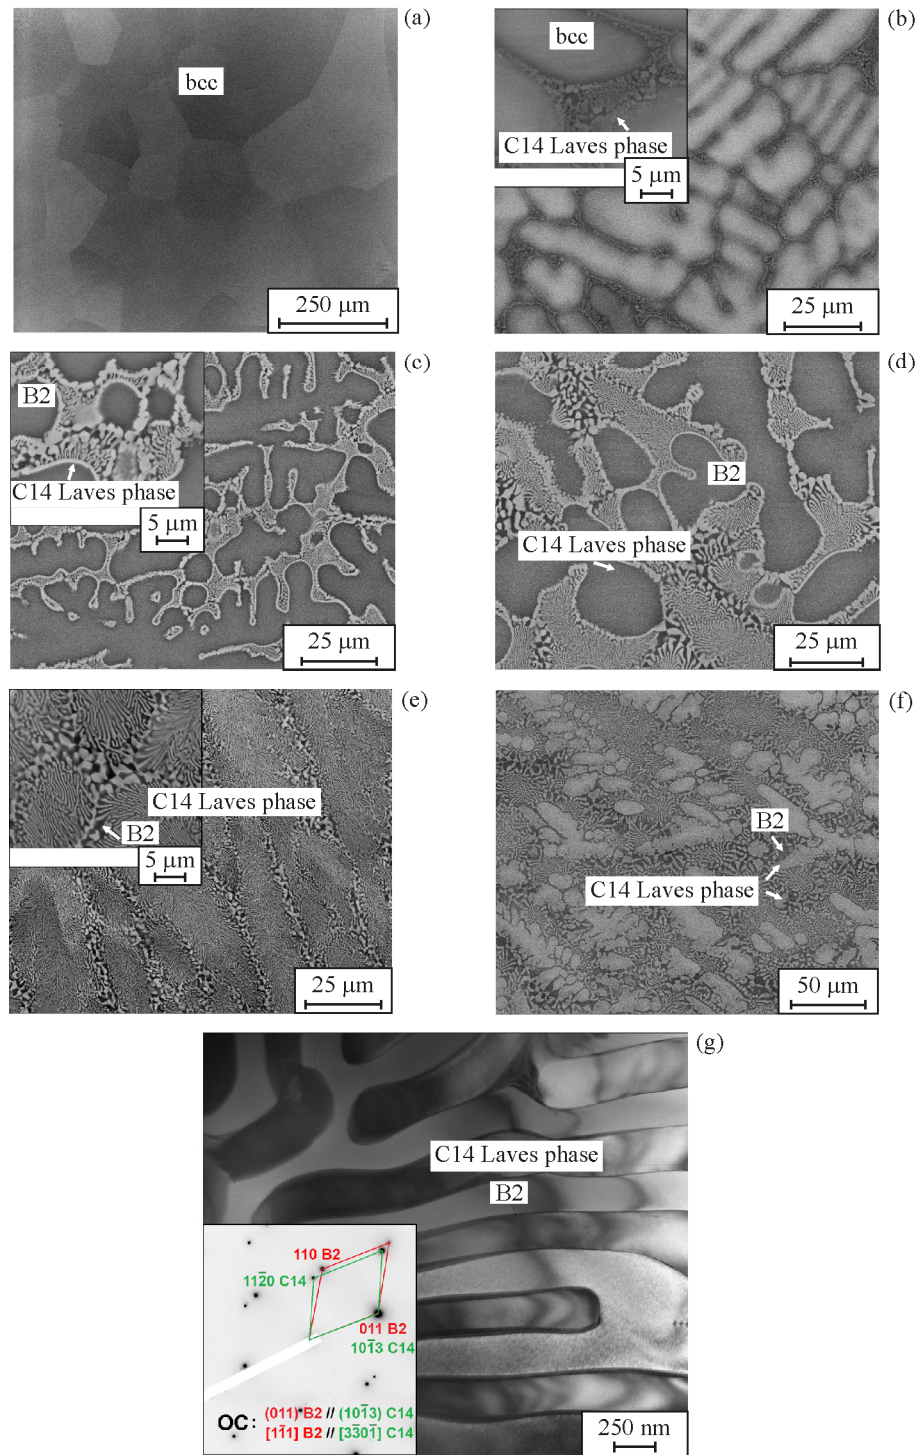 (a)
bcc
250 µm
(b)
bcc
C14 Laves phase
5 µm
25 µm
(c)
B2
C14 Laves phase
5 µm
25 µm
(d)
B2
C14 Laves phase
25 µm
(e)
C14 Laves phase
B2
5 µm
25 µm
(f)
B2
C14 Laves phase
50 µm
(g)
C14 Laves phase
B2
110 B2
112̄0 C14
011 B2
101̄3 C14
OC: (011) B2 // (101̄3) C14
[11̄1] B2 // [33̄01̄] C14
250 nm